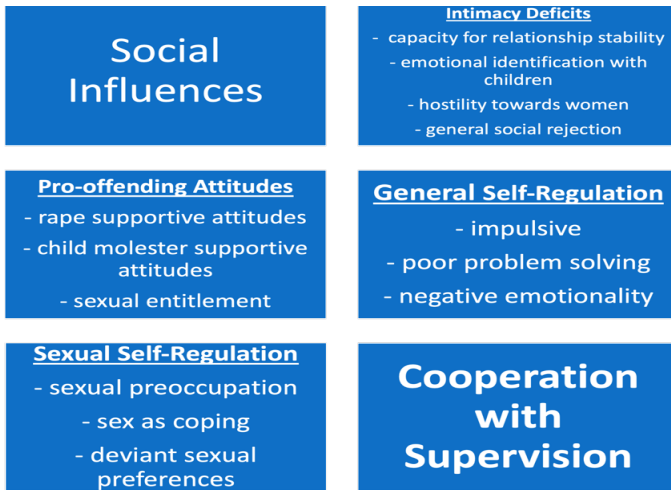 Social
Influences
Intimacy Deficits
- capacity for relationship stability
- emotional identification with
children
- hostility towards women
- general social rejection
Pro-offending Attitudes
- rape supportive attitudes
- child molester supportive
attitudes
- sexual entitlement
General Self-Regulation
- impulsive
- poor problem solving
- negative emotionality
Sexual Self-Regulation
- sexual preoccupation
- sex as coping
- deviant sexual
preferences
Cooperation
with
Supervision